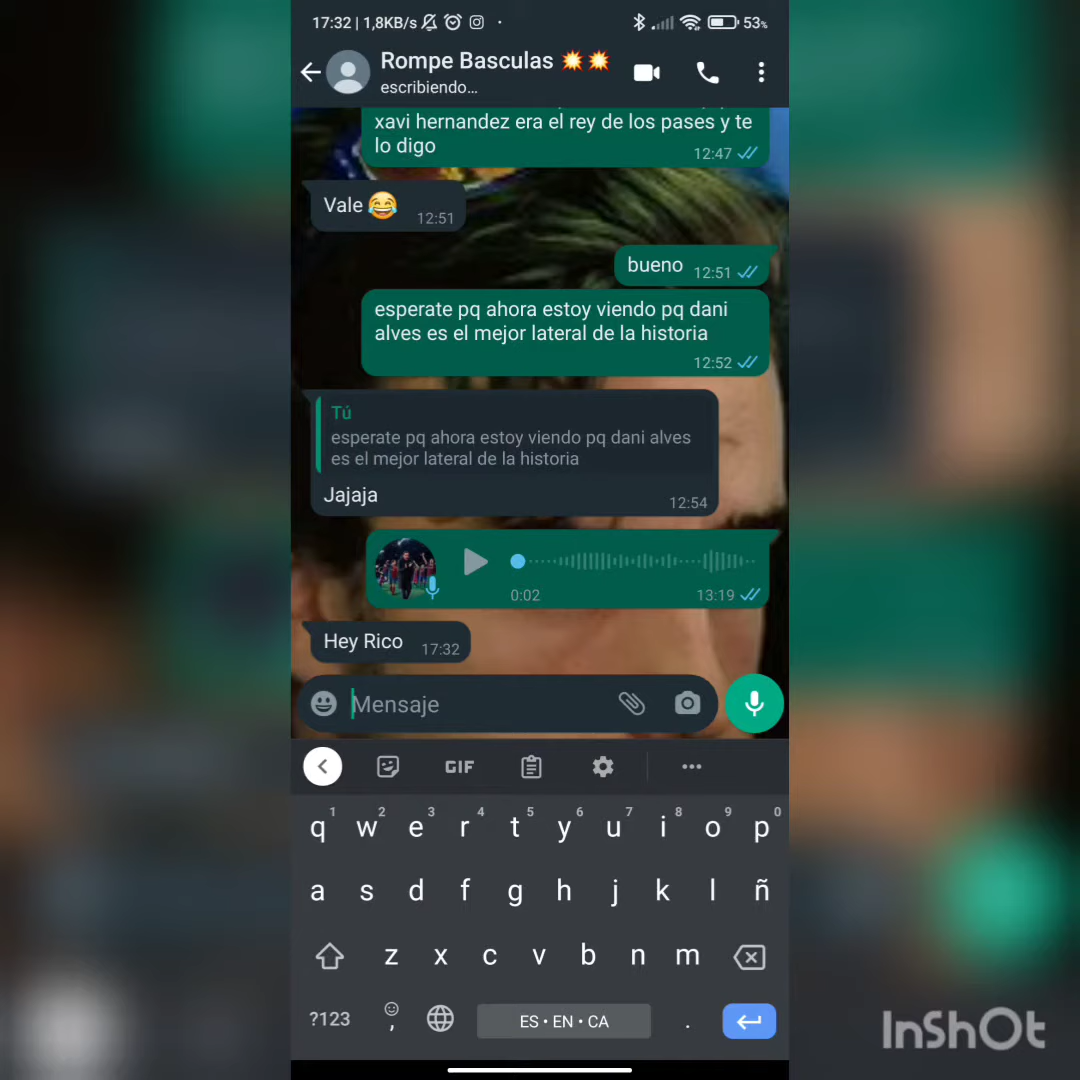 17:32 | 1,8KB/s
53%
Rompe Basculas 💥💥
escribiendo...
xavi hernandez era el rey de los pases y te
lo digo
12:47
Vale 😂
12:51
bueno
12:51
esperate pq ahora estoy viendo pq dani
alves es el mejor lateral de la historia
12:52
Tú
esperate pq ahora estoy viendo pq dani alves
es el mejor lateral de la historia
Jajaja
12:54
0:02
13:19
Hey Rico
17:32
Mensaje
GIF
1 2 3 4 5 6 7 8 9 0
q w e r t y u i o p
a s d f g h j k l ñ
z x c v b n m
?123 , ES • EN • CA .
InShOt